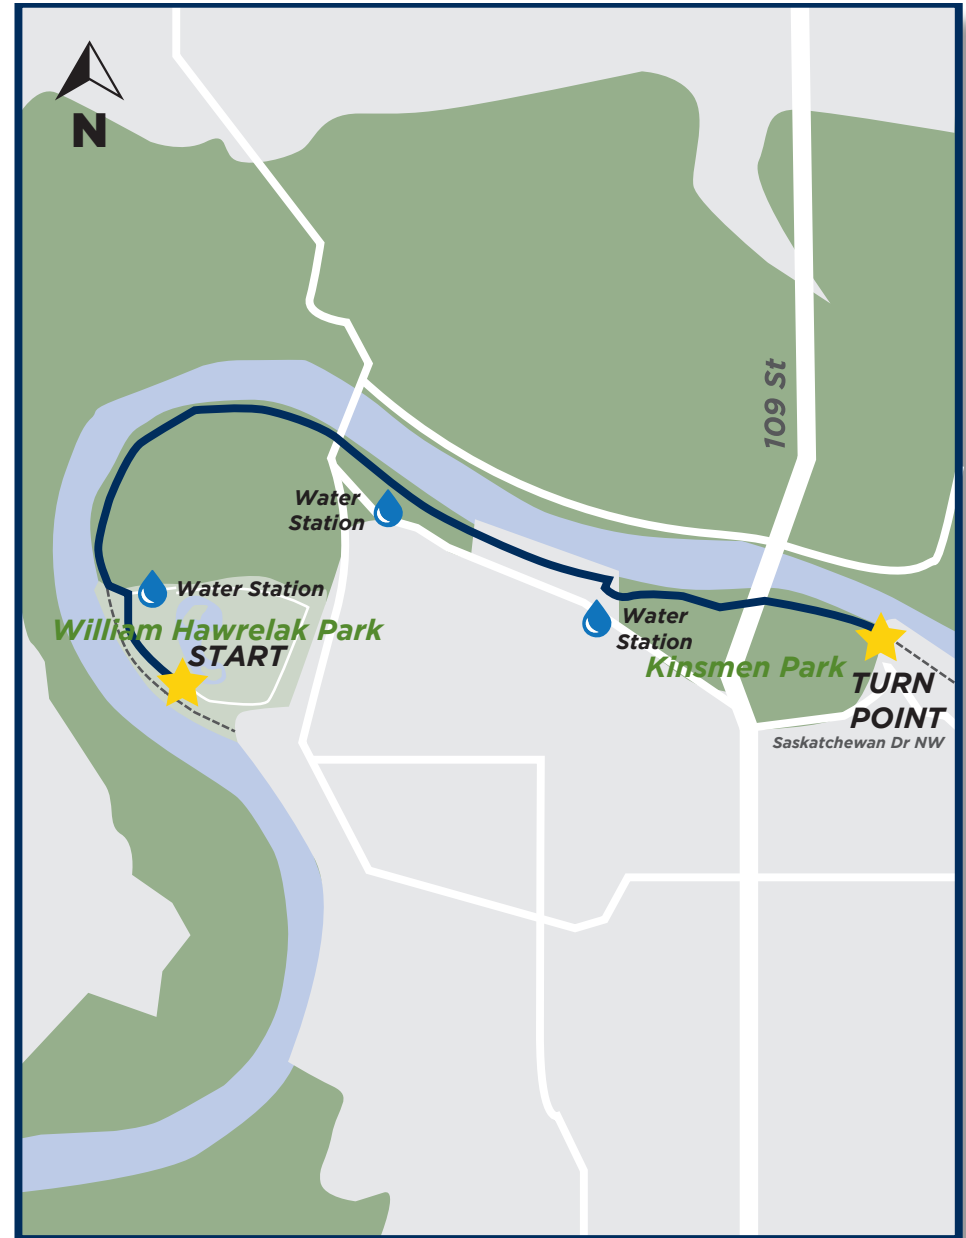 N
109 St
Water
Station
Water Station
William Hawrelak Park
START
Water
Station
Kinsmen Park
TURN
POINT
Saskatchewan Dr NW